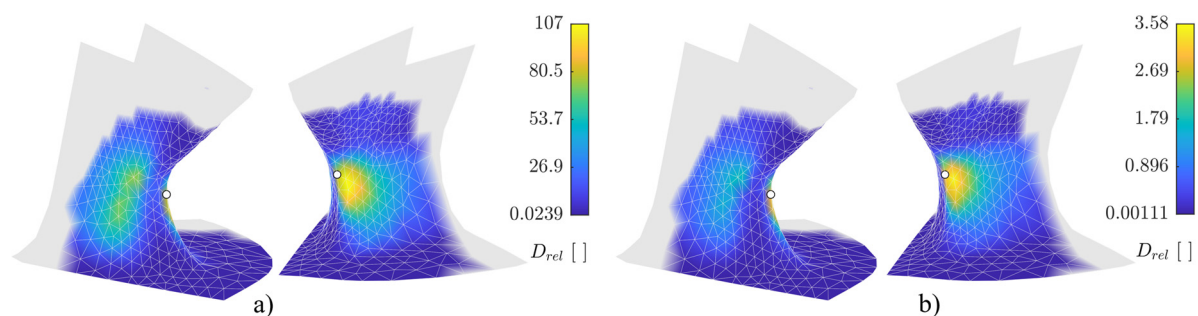 107
80.5
53.7
26.9
0.0239
D_rel [ ]
a)
3.58
2.69
1.79
0.896
0.00111
D_rel [ ]
b)